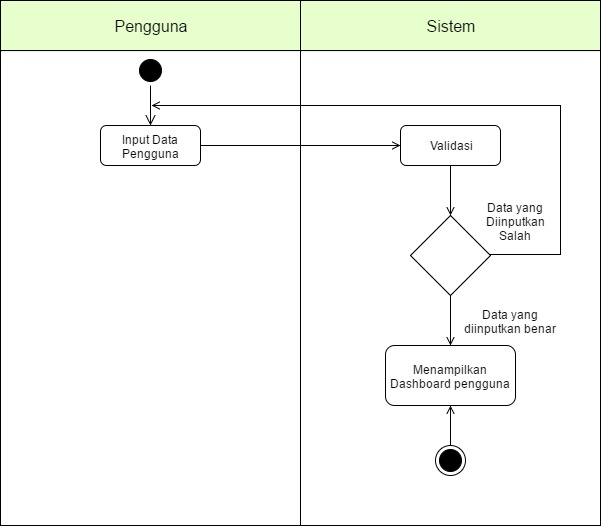 Pengguna
Sistem
Input Data
Pengguna
Validasi
Data yang
Diinputkan
Salah
Data yang
diinputkan benar
Menampilkan
Dashboard pengguna